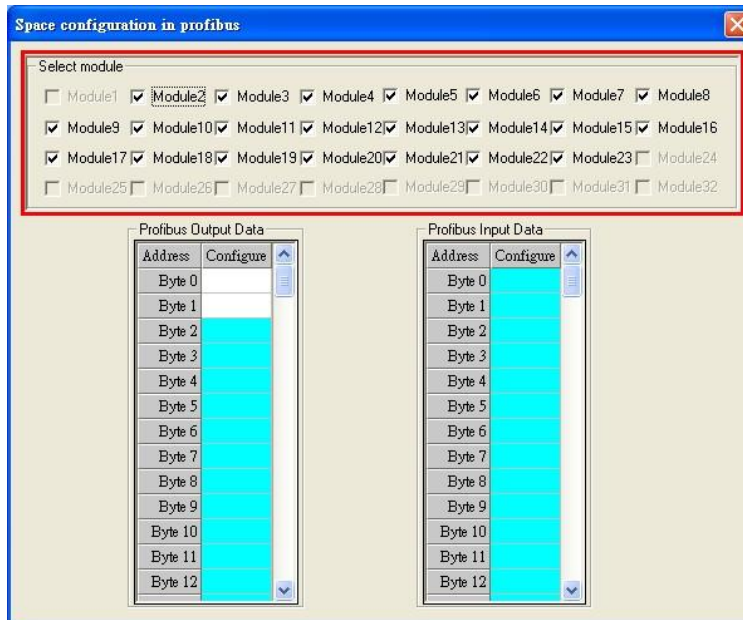 Space configuration in profibus
Select module
Module1 Module2 Module3 Module4 Module5 Module6 Module7 Module8
Module9 Module10 Module11 Module12 Module13 Module14 Module15 Module16
Module17 Module18 Module19 Module20 Module21 Module22 Module23 Module24
Module25 Module26 Module27 Module28 Module29 Module30 Module31 Module32
Profibus Output Data
Address Configure
Byte 0
Byte 1
Byte 2
Byte 3
Byte 4
Byte 5
Byte 6
Byte 7
Byte 8
Byte 9
Byte 10
Byte 11
Byte 12
Profibus Input Data
Address Configure
Byte 0
Byte 1
Byte 2
Byte 3
Byte 4
Byte 5
Byte 6
Byte 7
Byte 8
Byte 9
Byte 10
Byte 11
Byte 12